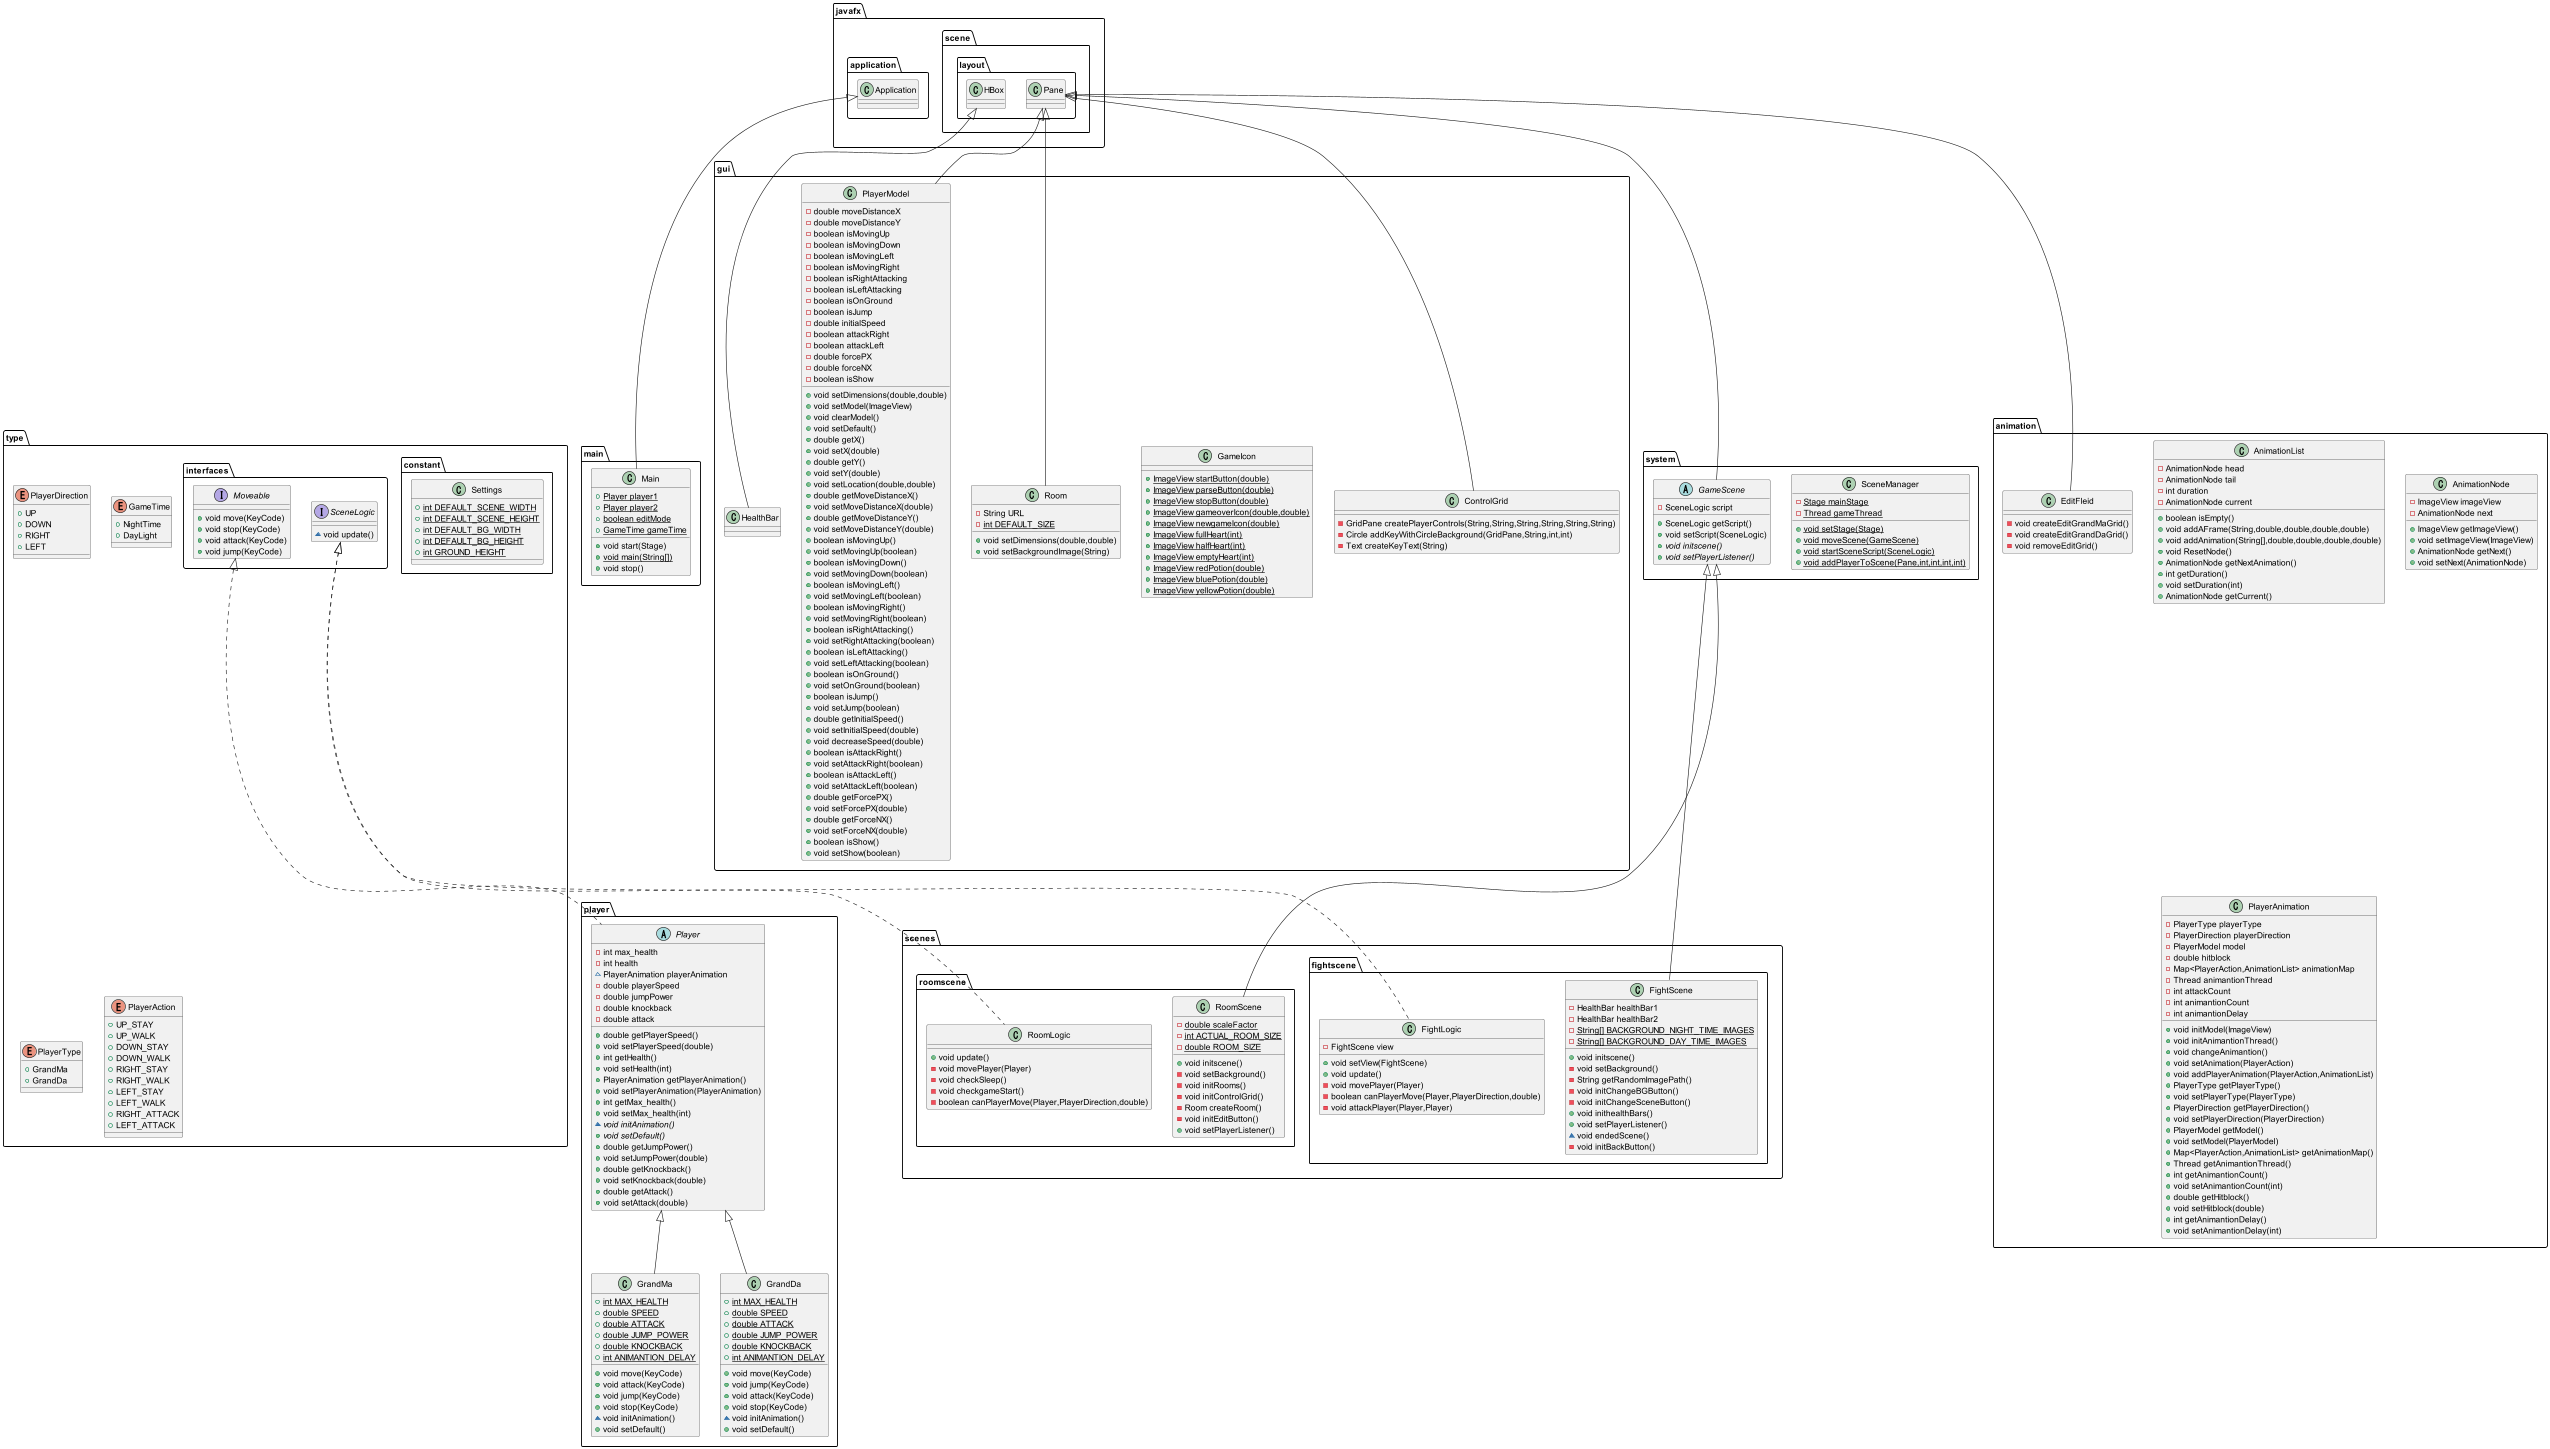 javafx
scene
application
layout
Application
HBox
Pane
gui
PlayerModel
double moveDistanceX
double moveDistanceY
boolean isMovingUp
boolean isMovingDown
boolean isMovingLeft
boolean isMovingRight
boolean isRightAttacking
boolean isLeftAttacking
boolean isOnGround
boolean isJump
double initialSpeed
boolean attackRight
boolean attackLeft
double forcePX
double forceNX
boolean isShow
void setDimensions(double,double)
void setModel(ImageView)
void clearModel()
void setDefault()
double getX()
void setX(double)
double getY()
void setY(double)
void setLocation(double,double)
double getMoveDistanceX()
void setMoveDistanceX(double)
double getMoveDistanceY()
void setMoveDistanceY(double)
boolean isMovingUp()
void setMovingUp(boolean)
boolean isMovingDown()
void setMovingDown(boolean)
boolean isMovingLeft()
void setMovingLeft(boolean)
boolean isMovingRight()
void setMovingRight(boolean)
boolean isRightAttacking()
void setRightAttacking(boolean)
boolean isLeftAttacking()
void setLeftAttacking(boolean)
boolean isOnGround()
void setOnGround(boolean)
boolean isJump()
void setJump(boolean)
double getInitialSpeed()
void setInitialSpeed(double)
void decreaseSpeed(double)
boolean isAttackRight()
void setAttackRight(boolean)
boolean isAttackLeft()
void setAttackLeft(boolean)
double getForcePX()
void setForcePX(double)
double getForceNX()
void setForceNX(double)
boolean isShow()
void setShow(boolean)
HealthBar
Room
String URL
int DEFAULT_SIZE
void setDimensions(double,double)
void setBackgroundImage(String)
GameIcon
ImageView startButton(double)
ImageView parseButton(double)
ImageView stopButton(double)
ImageView gameoverIcon(double,double)
ImageView newgameIcon(double)
ImageView fullHeart(int)
ImageView halfHeart(int)
ImageView emptyHeart(int)
ImageView redPotion(double)
ImageView bluePotion(double)
ImageView yellowPotion(double)
ControlGrid
GridPane createPlayerControls(String,String,String,String,String,String)
Circle addKeyWithCircleBackground(GridPane,String,int,int)
Text createKeyText(String)
type
PlayerDirection
UP
DOWN
RIGHT
LEFT
GameTime
NightTime
DayLight
interfaces
Moveable
void move(KeyCode)
void stop(KeyCode)
void attack(KeyCode)
void jump(KeyCode)
SceneLogic
void update()
constant
Settings
int DEFAULT_SCENE_WIDTH
int DEFAULT_SCENE_HEIGHT
int DEFAULT_BG_WIDTH
int DEFAULT_BG_HEIGHT
int GROUND_HEIGHT
PlayerType
GrandMa
GrandDa
PlayerAction
UP_STAY
UP_WALK
DOWN_STAY
DOWN_WALK
RIGHT_STAY
RIGHT_WALK
LEFT_STAY
LEFT_WALK
RIGHT_ATTACK
LEFT_ATTACK
main
Main
Player player1
Player player2
boolean editMode
GameTime gameTime
void start(Stage)
void main(String[])
void stop()
system
GameScene
SceneLogic script
SceneLogic getScript()
void setScript(SceneLogic)
void initscene()
void setPlayerListener()
SceneManager
Stage mainStage
Thread gameThread
void setStage(Stage)
void moveScene(GameScene)
void startSceneScript(SceneLogic)
void addPlayerToScene(Pane,int,int,int,int)
animation
EditFleid
void createEditGrandMaGrid()
void createEditGrandDaGrid()
void removeEditGrid()
AnimationList
AnimationNode head
AnimationNode tail
int duration
AnimationNode current
boolean isEmpty()
void addAFrame(String,double,double,double,double)
void addAnimation(String[],double,double,double,double)
void ResetNode()
AnimationNode getNextAnimation()
int getDuration()
void setDuration(int)
AnimationNode getCurrent()
AnimationNode
ImageView imageView
AnimationNode next
ImageView getImageView()
void setImageView(ImageView)
AnimationNode getNext()
void setNext(AnimationNode)
PlayerAnimation
PlayerType playerType
PlayerDirection playerDirection
PlayerModel model
double hitblock
Map<PlayerAction,AnimationList> animationMap
Thread animantionThread
int attackCount
int animantionCount
int animantionDelay
void initModel(ImageView)
void initAnimantionThread()
void changeAnimantion()
void setAnimation(PlayerAction)
void addPlayerAnimation(PlayerAction,AnimationList)
PlayerType getPlayerType()
void setPlayerType(PlayerType)
PlayerDirection getPlayerDirection()
void setPlayerDirection(PlayerDirection)
PlayerModel getModel()
void setModel(PlayerModel)
Map<PlayerAction,AnimationList> getAnimationMap()
Thread getAnimantionThread()
int getAnimantionCount()
void setAnimantionCount(int)
double getHitblock()
void setHitblock(double)
int getAnimantionDelay()
void setAnimantionDelay(int)
player
Player
int max_health
int health
PlayerAnimation playerAnimation
double playerSpeed
double jumpPower
double knockback
double attack
double getPlayerSpeed()
void setPlayerSpeed(double)
int getHealth()
void setHealth(int)
PlayerAnimation getPlayerAnimation()
void setPlayerAnimation(PlayerAnimation)
int getMax_health()
void setMax_health(int)
void initAnimation()
void setDefault()
double getJumpPower()
void setJumpPower(double)
double getKnockback()
void setKnockback(double)
double getAttack()
void setAttack(double)
GrandMa
int MAX_HEALTH
double SPEED
double ATTACK
double JUMP_POWER
double KNOCKBACK
int ANIMANTION_DELAY
void move(KeyCode)
void attack(KeyCode)
void jump(KeyCode)
void stop(KeyCode)
void initAnimation()
void setDefault()
GrandDa
int MAX_HEALTH
double SPEED
double ATTACK
double JUMP_POWER
double KNOCKBACK
int ANIMANTION_DELAY
void move(KeyCode)
void jump(KeyCode)
void attack(KeyCode)
void stop(KeyCode)
void initAnimation()
void setDefault()
scenes
roomscene
RoomLogic
void update()
void movePlayer(Player)
void checkSleep()
void checkgameStart()
boolean canPlayerMove(Player,PlayerDirection,double)
RoomScene
double scaleFactor
int ACTUAL_ROOM_SIZE
double ROOM_SIZE
void initscene()
void setBackground()
void initRooms()
void initControlGrid()
Room createRoom()
void initEditButton()
void setPlayerListener()
fightscene
FightLogic
FightScene view
void setView(FightScene)
void update()
void movePlayer(Player)
boolean canPlayerMove(Player,PlayerDirection,double)
void attackPlayer(Player,Player)
FightScene
HealthBar healthBar1
HealthBar healthBar2
String[] BACKGROUND_NIGHT_TIME_IMAGES
String[] BACKGROUND_DAY_TIME_IMAGES
void initscene()
void setBackground()
String getRandomImagePath()
void initChangeBGButton()
void initChangeSceneButton()
void inithealthBars()
void setPlayerListener()
void endedScene()
void initBackButton()